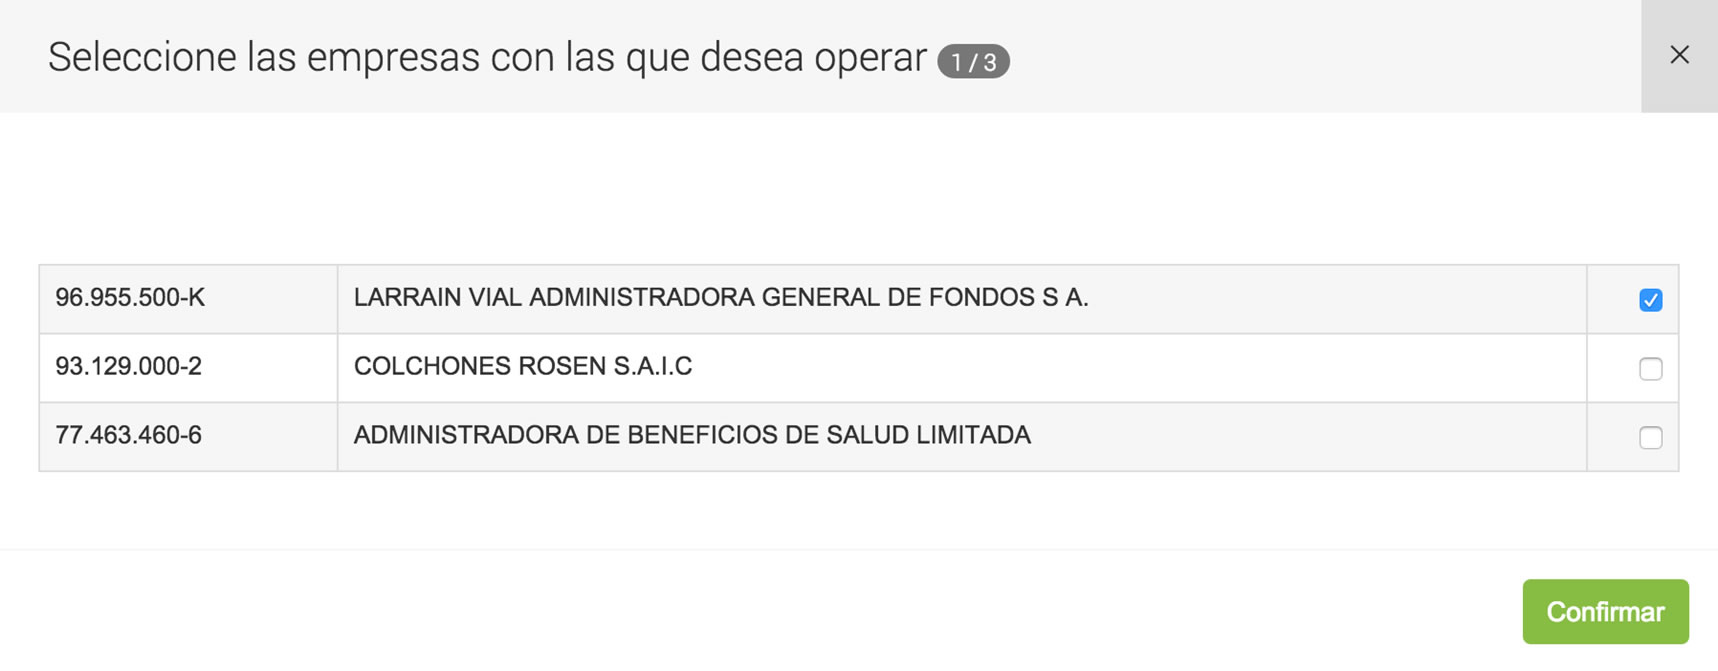 Seleccione las empresas con las que desea operar 1 / 3
96.955.500-K LARRAIN VIAL ADMINISTRADORA GENERAL DE FONDOS S A.
93.129.000-2 COLCHONES ROSEN S.A.I.C
77.463.460-6 ADMINISTRADORA DE BENEFICIOS DE SALUD LIMITADA
Confirmar